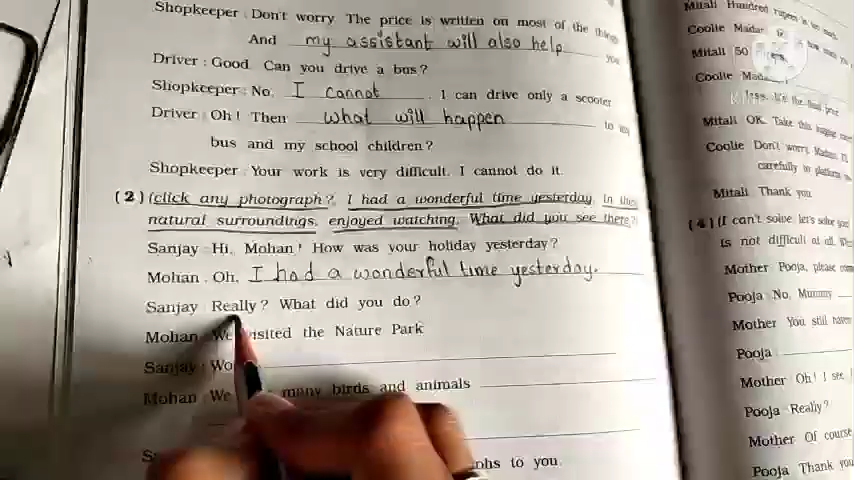 Shopkeeper : Don't worry. The price is written on most of the things
And my assistant will also help you
Driver : Good. Can you drive a bus?
Shopkeeper : No. I cannot. I can drive only a scooter
Driver : Oh! Then what will happen to my
bus and my school children?
Shopkeeper : Your work is very difficult. I cannot do it.
(2) (click any photograph?, I had a wonderful time yesterday, In the
natural surroundings, enjoyed watching, What did you see there?
Sanjay : Hi, Mohan! How was your holiday yesterday?
Mohan : Oh, I had a wonderful time yesterday.
Sanjay : Really? What did you do?
Mohan : We visited the Nature Park
Sanjay : Wo
Mohan : We many birds and animals
to you.
Mitali Hundred rupees
Coolie Madam
Mitali 50
Coolie
Mitali OK. Take this
Coolie Don't worry, Madam. I'll
carefully to platform
Mitali Thank you
(4) (I can't solve, let's solve
is not difficult at all,
Mother Pooja, please
Pooja No, Mummy
Mother You still
Pooja
Mother Oh! I see
Pooja Really?
Mother Of course
Pooja Thank you